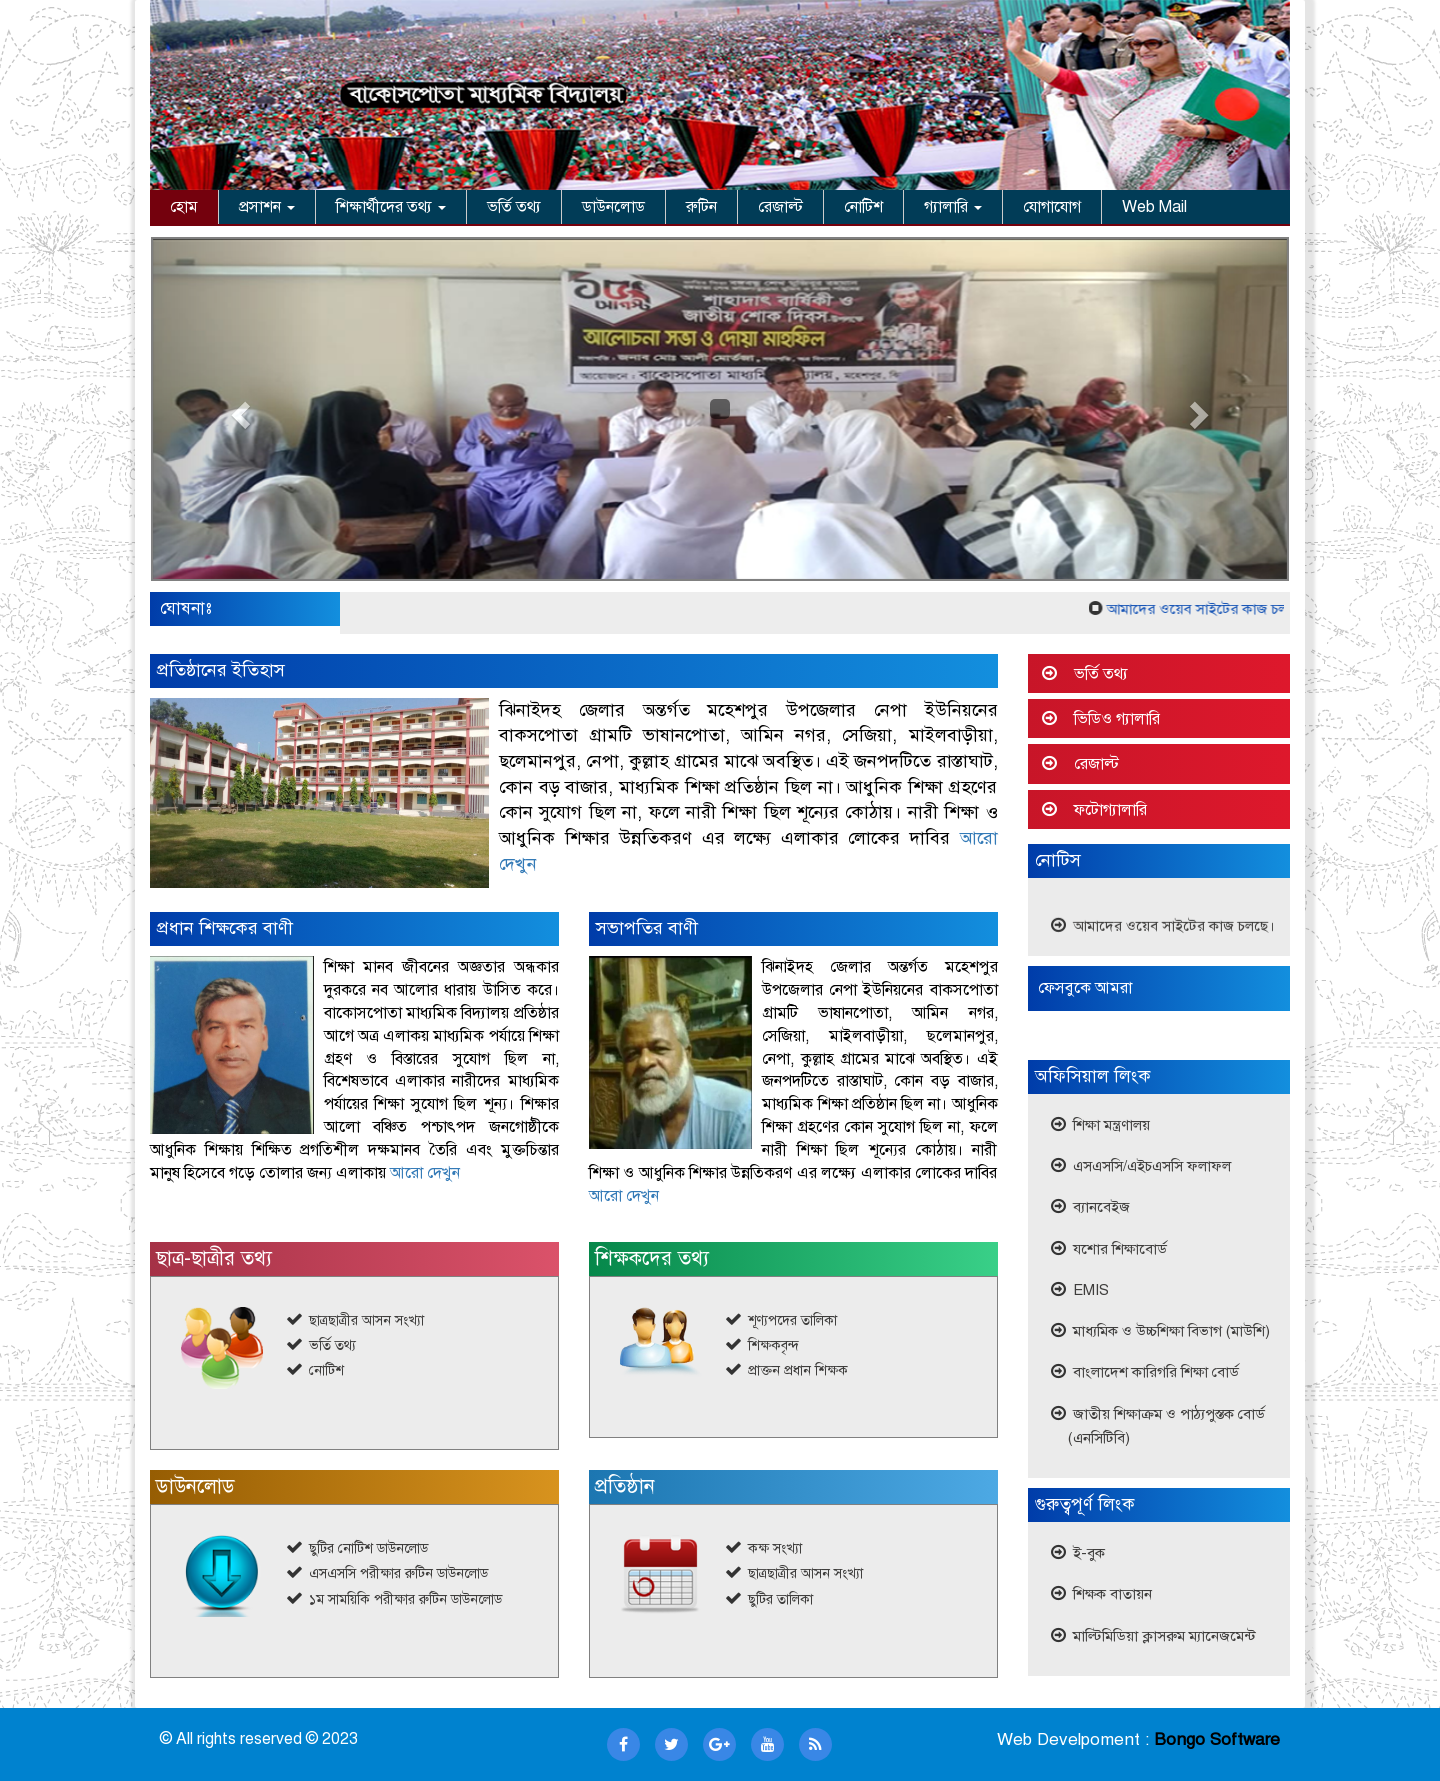 বাকোসপোতা মাধ্যমিক বিদ্যালয়
হোম
প্রসাশন
শিক্ষার্থীদের তথ্য
ভর্তি তথ্য
ডাউনলোড
রুটিন
রেজাল্ট
নোটিশ
গ্যালারি
যোগাযোগ
Web Mail
শাহাদাৎ বার্ষিকী ও
জাতীয় শোক দিবস
আলোচনা সভা ও দোয়া মাহফিল
ঘোষনাঃ
আমাদের ওয়েব সাইটের কাজ চল
প্রতিষ্ঠানের ইতিহাস
ঝিনাইদহ জেলার অন্তর্গত মহেশপুর উপজেলার নেপা ইউনিয়নের
বাকসপোতা গ্রামটি ভাষানপোতা, আমিন নগর, সেজিয়া, মাইলবাড়ীয়া,
ছলেমানপুর, নেপা, কুল্লাহ গ্রামের মাঝে অবস্থিত। এই জনপদটিতে রাস্তাঘাট,
কোন বড় বাজার, মাধ্যমিক শিক্ষা প্রতিষ্ঠান ছিল না। আধুনিক শিক্ষা গ্রহণের
কোন সুযোগ ছিল না, ফলে নারী শিক্ষা ছিল শূন্যের কোঠায়। নারী শিক্ষা ও
আধুনিক শিক্ষার উন্নতিকরণ এর লক্ষ্যে এলাকার লোকের দাবির আরো
দেখুন
প্রধান শিক্ষকের বাণী
শিক্ষা মানব জীবনের অজ্ঞতার অন্ধকার
দুরকরে নব আলোর ধারায় উাসিত করে।
বাকোসপোতা মাধ্যমিক বিদ্যালয় প্রতিষ্ঠার
আগে অত্র এলাকয় মাধ্যমিক পর্যায়ে শিক্ষা
গ্রহণ ও বিস্তারের সুযোগ ছিল না,
বিশেষভাবে এলাকার নারীদের মাধ্যমিক
পর্যায়ের শিক্ষা সুযোগ ছিল শূন্য। শিক্ষার
আলো বঞ্চিত পশ্চাৎপদ জনগোষ্ঠীকে
আধুনিক শিক্ষায় শিক্ষিত প্রগতিশীল দক্ষমানব তৈরি এবং মুক্তচিন্তার
মানুষ হিসেবে গড়ে তোলার জন্য এলাকায় আরো দেখুন
সভাপতির বাণী
ঝিনাইদহ জেলার অন্তর্গত মহেশপুর
উপজেলার নেপা ইউনিয়নের বাকসপোতা
গ্রামটি ভাষানপোতা, আমিন নগর,
সেজিয়া, মাইলবাড়ীয়া, ছলেমানপুর,
নেপা, কুল্লাহ গ্রামের মাঝে অবস্থিত। এই
জনপদটিতে রাস্তাঘাট, কোন বড় বাজার,
মাধ্যমিক শিক্ষা প্রতিষ্ঠান ছিল না। আধুনিক
শিক্ষা গ্রহণের কোন সুযোগ ছিল না, ফলে
নারী শিক্ষা ছিল শূন্যের কোঠায়। নারী
শিক্ষা ও আধুনিক শিক্ষার উন্নতিকরণ এর লক্ষ্যে এলাকার লোকের দাবির
আরো দেখুন
ছাত্র-ছাত্রীর তথ্য
ছাত্রছাত্রীর আসন সংখ্যা
ভর্তি তথ্য
নোটিশ
শিক্ষকদের তথ্য
শূণ্যপদের তালিকা
শিক্ষকবৃন্দ
প্রাক্তন প্রধান শিক্ষক
ডাউনলোড
ছুটির নোটিশ ডাউনলোড
এসএসসি পরীক্ষার রুটিন ডাউনলোড
১ম সাময়িকি পরীক্ষার রুটিন ডাউনলোড
প্রতিষ্ঠান
কক্ষ সংখ্যা
ছাত্রছাত্রীর আসন সংখ্যা
ছুটির তালিকা
ভর্তি তথ্য
ভিডিও গ্যালারি
রেজাল্ট
ফটোগ্যালারি
নোটিস
আমাদের ওয়েব সাইটের কাজ চলছে।
ফেসবুকে আমরা
অফিসিয়াল লিংক
শিক্ষা মন্ত্রণালয়
এসএসসি/এইচএসসি ফলাফল
ব্যানবেইজ
যশোর শিক্ষাবোর্ড
EMIS
মাধ্যমিক ও উচ্চশিক্ষা বিভাগ (মাউশি)
বাংলাদেশ কারিগরি শিক্ষা বোর্ড
জাতীয় শিক্ষাক্রম ও পাঠ্যপুস্তক বোর্ড
(এনসিটিবি)
গুরুত্বপূর্ণ লিংক
ই-বুক
শিক্ষক বাতায়ন
মাল্টিমিডিয়া ক্লাসরুম ম্যানেজমেন্ট
© All rights reserved © 2023
Web Develpoment : Bongo Software